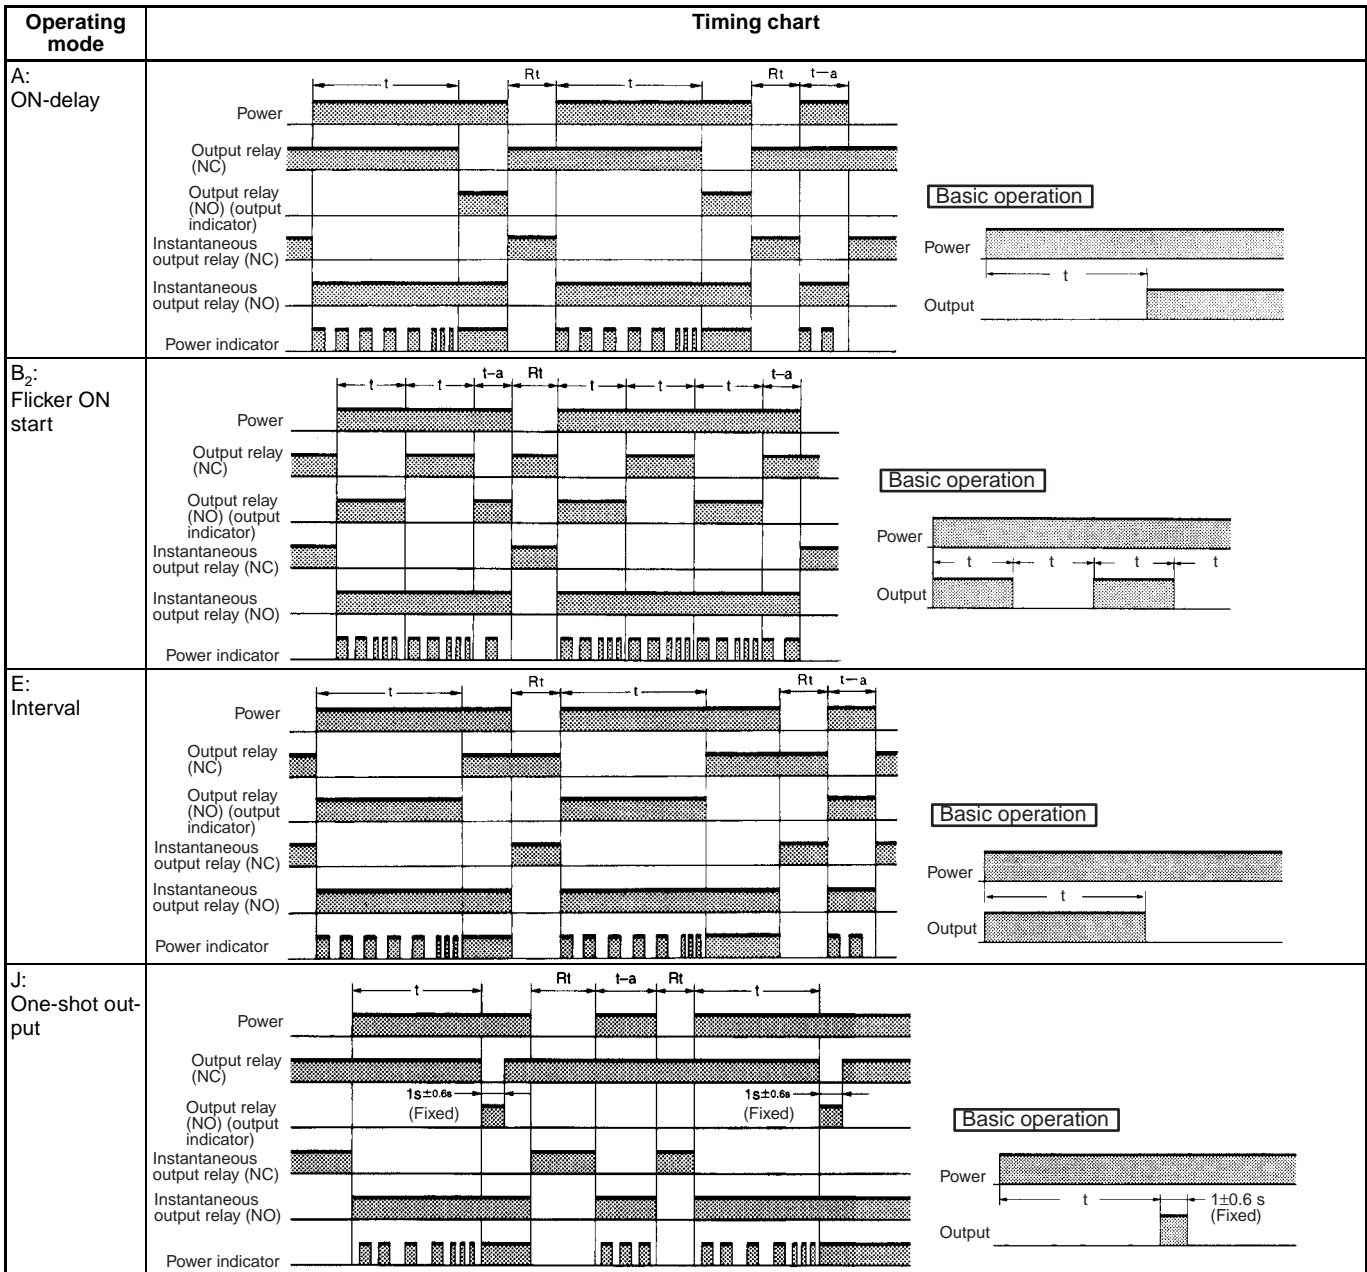 Operating mode
Timing chart
A:
ON-delay
t
Rt
t
Rt
t—a
Power
Output relay
(NC)
Output relay
(NO) (output
indicator)
Instantaneous
output relay (NC)
Instantaneous
output relay (NO)
Power indicator
Basic operation
Power
t
Output
B2:
Flicker ON
start
t
t
t–a
Rt
t
t
t
t–a
Power
Output relay
(NC)
Output relay
(NO) (output
indicator)
Instantaneous
output relay (NC)
Instantaneous
output relay (NO)
Power indicator
Basic operation
Power
t
t
t
t
Output
E:
Interval
t
Rt
t
Rt
t—a
Power
Output relay
(NC)
Output relay
(NO) (output
indicator)
Instantaneous
output relay (NC)
Instantaneous
output relay (NO)
Power indicator
Basic operation
Power
t
Output
J:
One-shot out-
put
t
Rt
t–a
Rt
t
Power
Output relay
(NC)
1s±0.6s
(Fixed)
1s±0.6s
(Fixed)
Output relay
(NO) (output
indicator)
Instantaneous
output relay (NC)
Instantaneous
output relay (NO)
Power indicator
Basic operation
Power
t
1±0.6 s
(Fixed)
Output